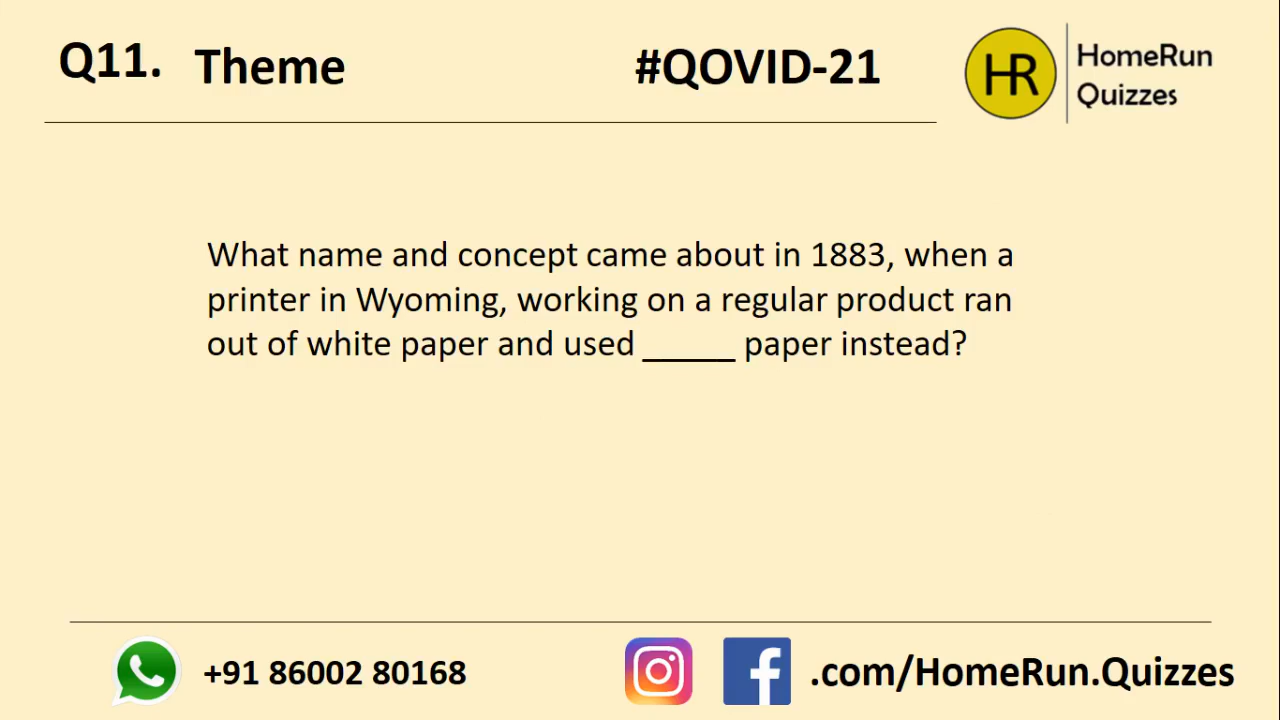 Q11. Theme #QOVID-21
HR HomeRun
Quizzes
What name and concept came about in 1883, when a
printer in Wyoming, working on a regular product ran
out of white paper and used _____ paper instead?
+91 86002 80168 .com/HomeRun.Quizzes